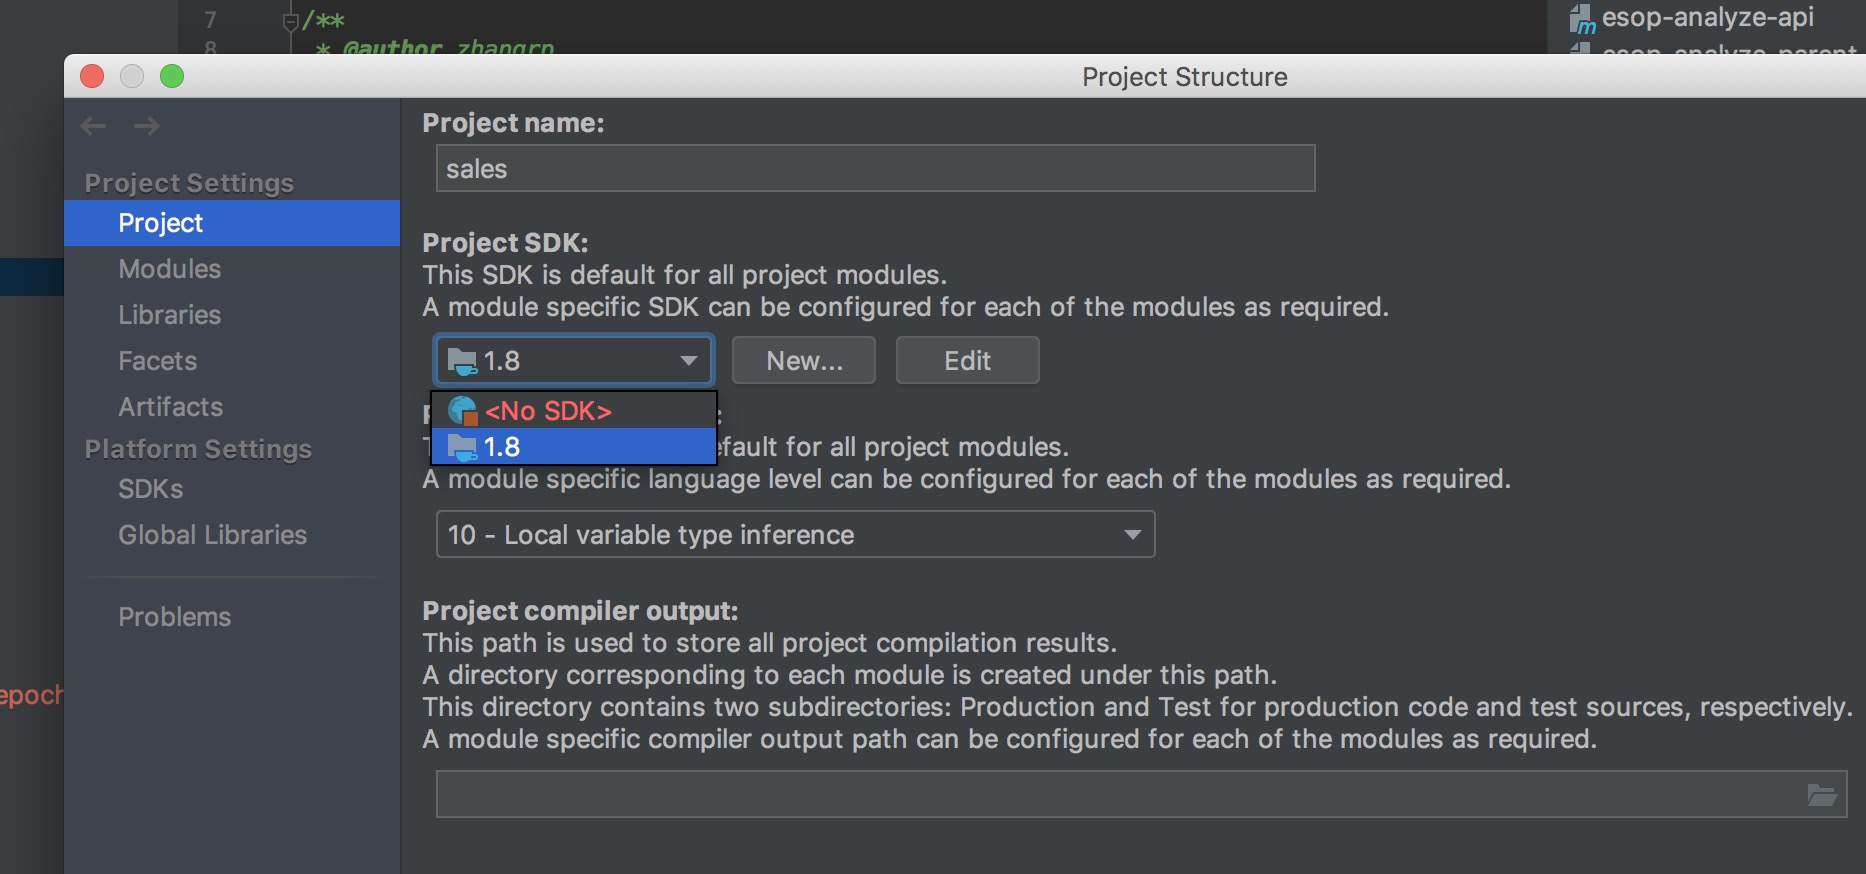 7
/**
esop-analyze-api
8
* @author zhangrp
esop-analyze-parent
Project Structure
Project name:
sales
Project Settings
Project
Modules
Libraries
Facets
Artifacts
Platform Settings
SDKs
Global Libraries
Problems
Project SDK:
This SDK is default for all project modules.
A module specific SDK can be configured for each of the modules as required.
1.8
New...
Edit
<No SDK>
1.8
default for all project modules.
A module specific language level can be configured for each of the modules as required.
10 - Local variable type inference
Project compiler output:
This path is used to store all project compilation results.
A directory corresponding to each module is created under this path.
This directory contains two subdirectories: Production and Test for production code and test sources, respectively.
A module specific compiler output path can be configured for each of the modules as required.
epoch